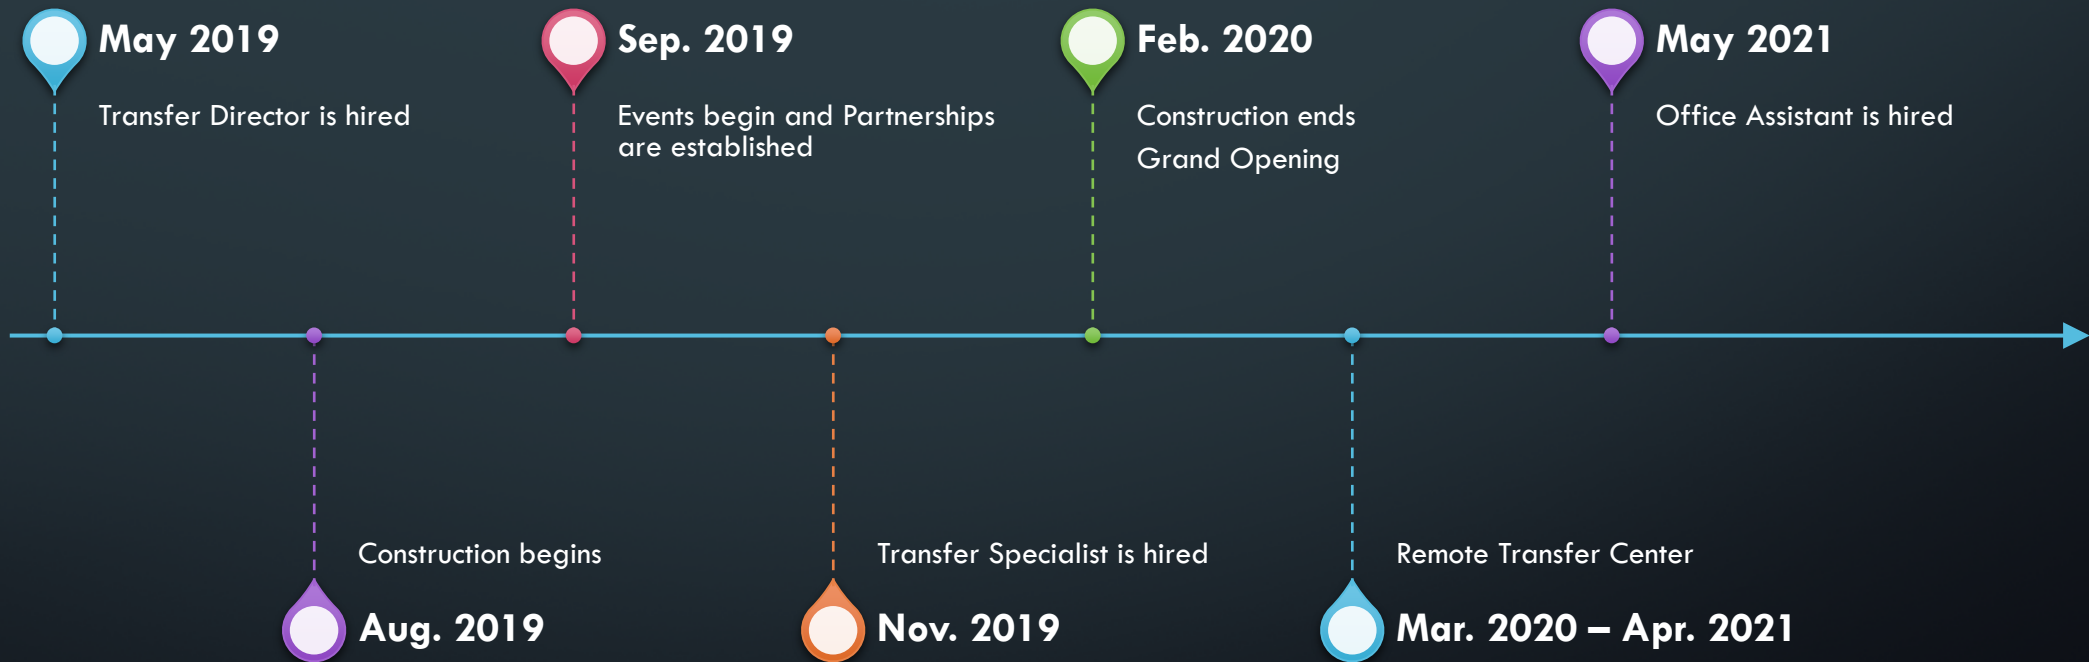 May 2019
Transfer Director is hired
Sep. 2019
Events begin and Partnerships
are established
Feb. 2020
Construction ends
Grand Opening
May 2021
Office Assistant is hired
Construction begins
Aug. 2019
Transfer Specialist is hired
Nov. 2019
Remote Transfer Center
Mar. 2020 – Apr. 2021